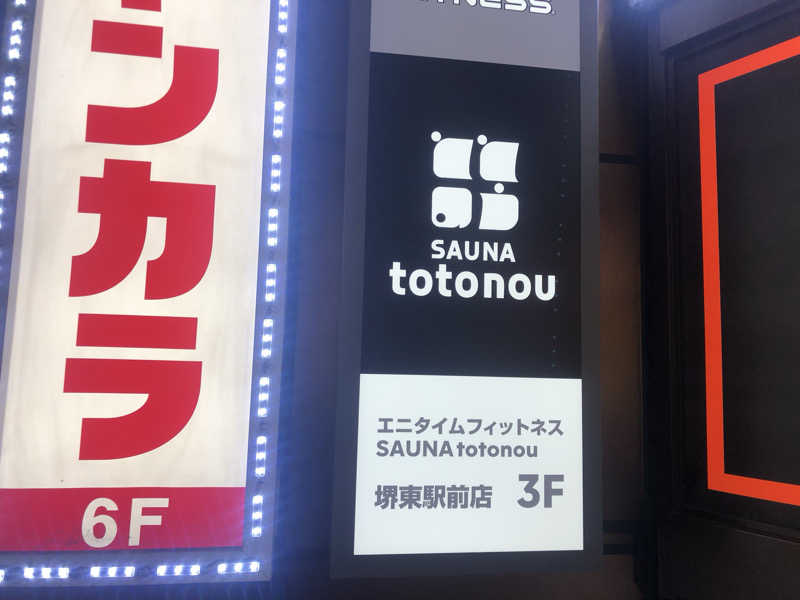 ンカラ
6F
SAUNA
totonou
エニタイムフィットネス
SAUNA totonou
堺東駅前店 3F